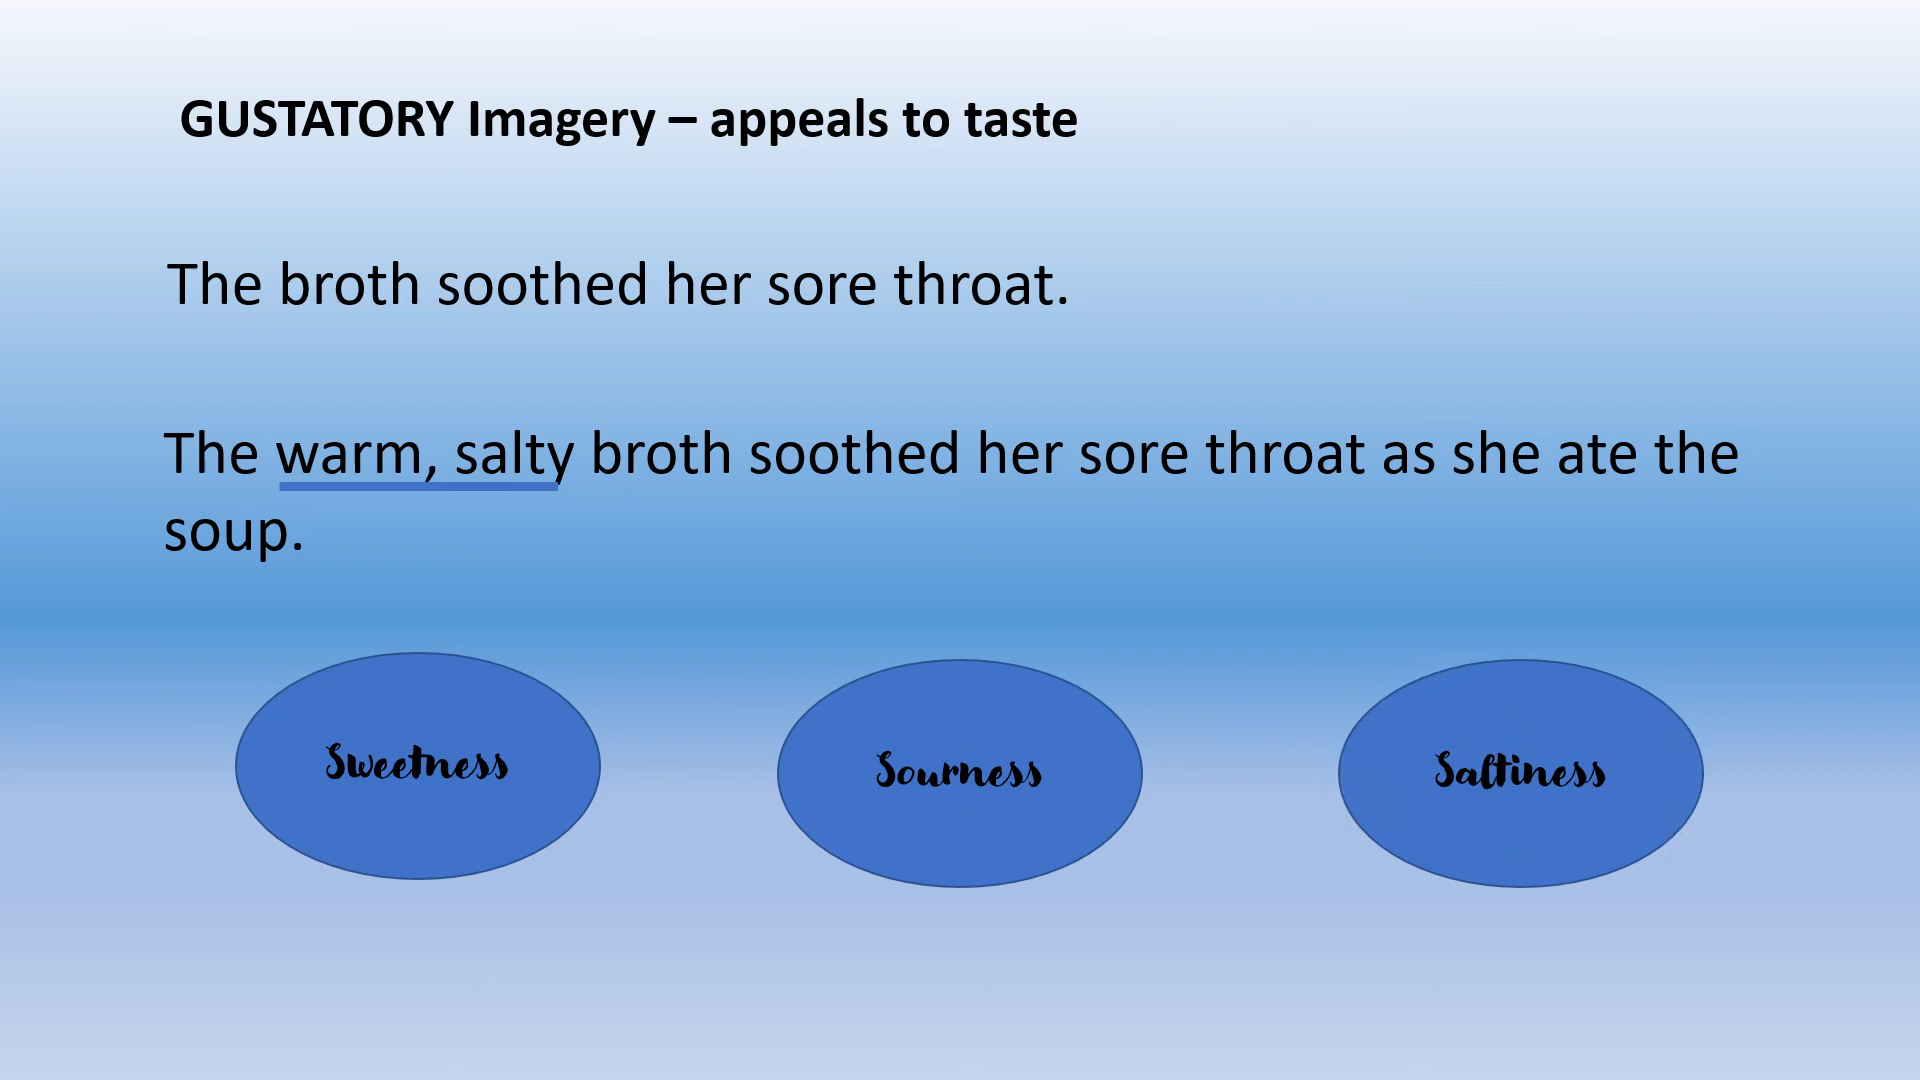 GUSTATORY Imagery – appeals to taste
The broth soothed her sore throat.
The warm, salty broth soothed her sore throat as she ate the
soup.
Sweetness
Sourness
Saltiness